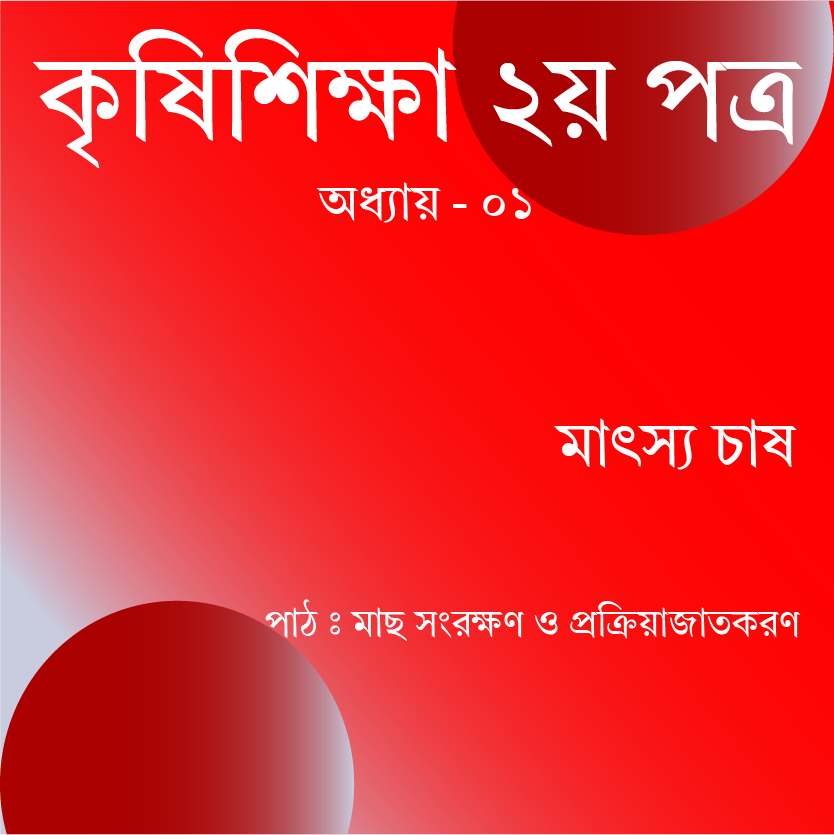 কৃষিশিক্ষা ২য় পত্র
অধ্যায় - ০১
মাৎস্য চাষ
পাঠ ঃ মাছ সংরক্ষণ ও প্রক্রিয়াজাতকরণ